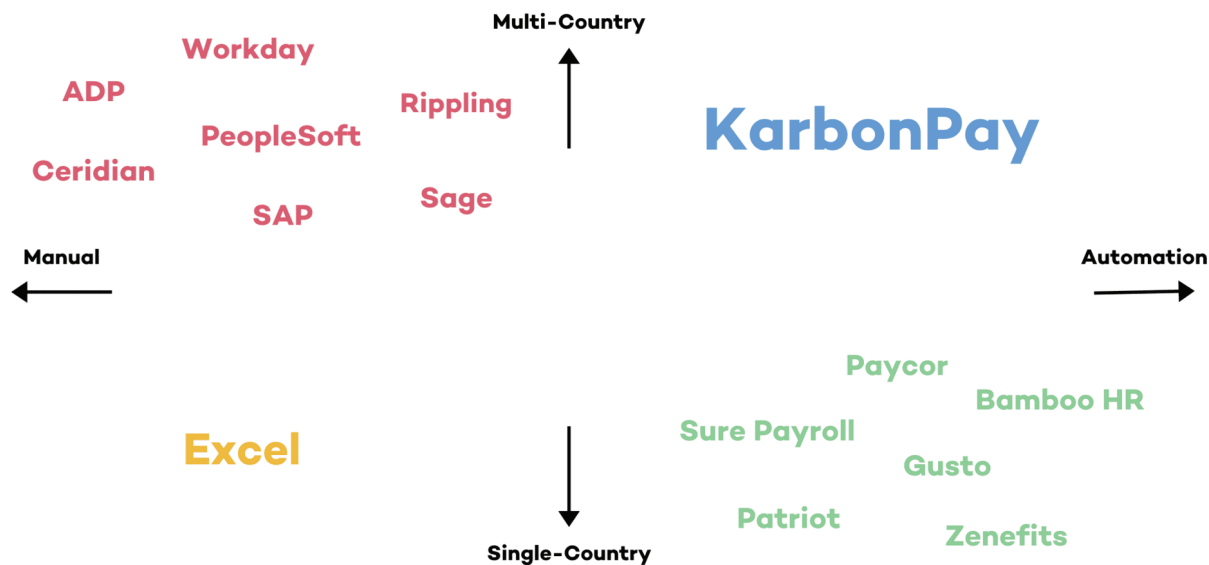 Multi-Country
Workday
ADP
Rippling
KarbonPay
PeopleSoft
Ceridian
Sage
SAP
Manual
Automation
Paycor
Bamboo HR
Sure Payroll
Excel
Gusto
Patriot
Zenefits
Single-Country